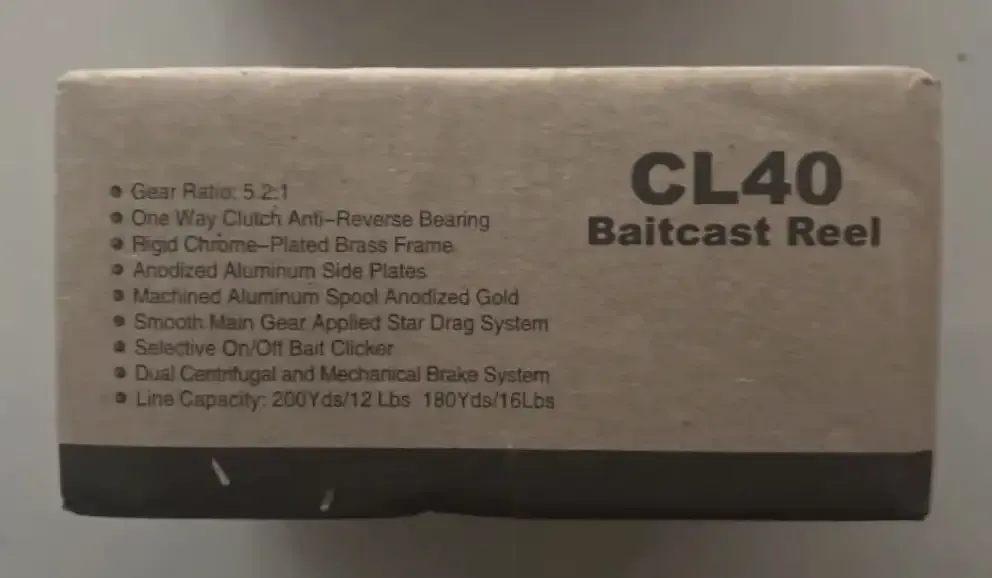 CL40
Baitcast Reel
Gear Ratio: 5.2:1
One Way Clutch Anti-Reverse Bearing
Rigid Chrome-Plated Brass Frame
Anodized Aluminum Side Plates
Machined Aluminum Spool Anodized Gold
Smooth Main Gear Applied Star Drag System
Selective On/Off Bait Clicker
Dual Centrifugal and Mechanical Brake System
Line Capacity: 200Yds/12 Lbs 180Yds/16Lbs